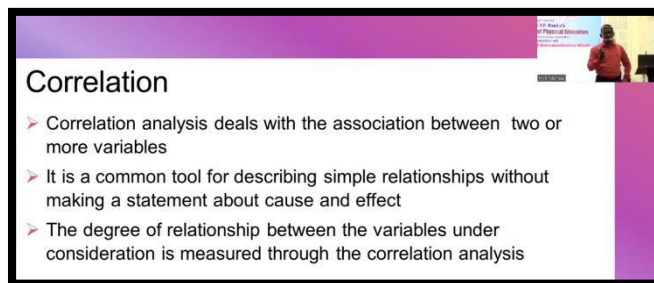 of Physical Education
Correlation
➢ Correlation analysis deals with the association between two or
more variables
➢ It is a common tool for describing simple relationships without
making a statement about cause and effect
➢ The degree of relationship between the variables under
consideration is measured through the correlation analysis